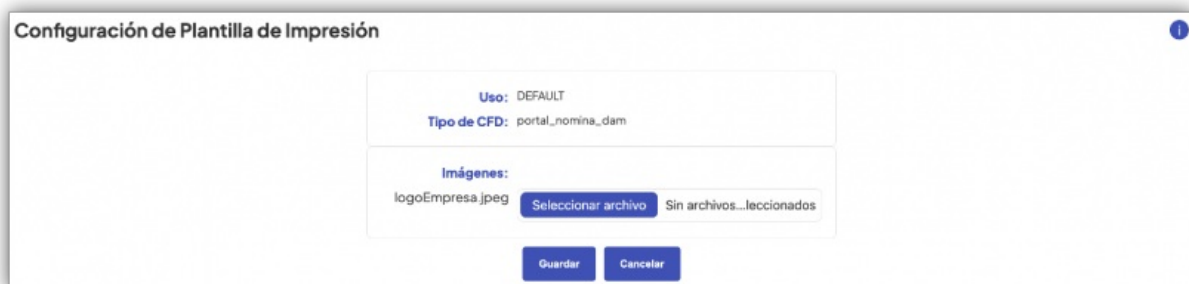 Configuración de Plantilla de Impresión
i
Uso: DEFAULT
Tipo de CFD: portal_nomina_dam
Imágenes:
logoEmpresa.jpeg Seleccionar archivo Sin archivos...leccionados
Guardar Cancelar